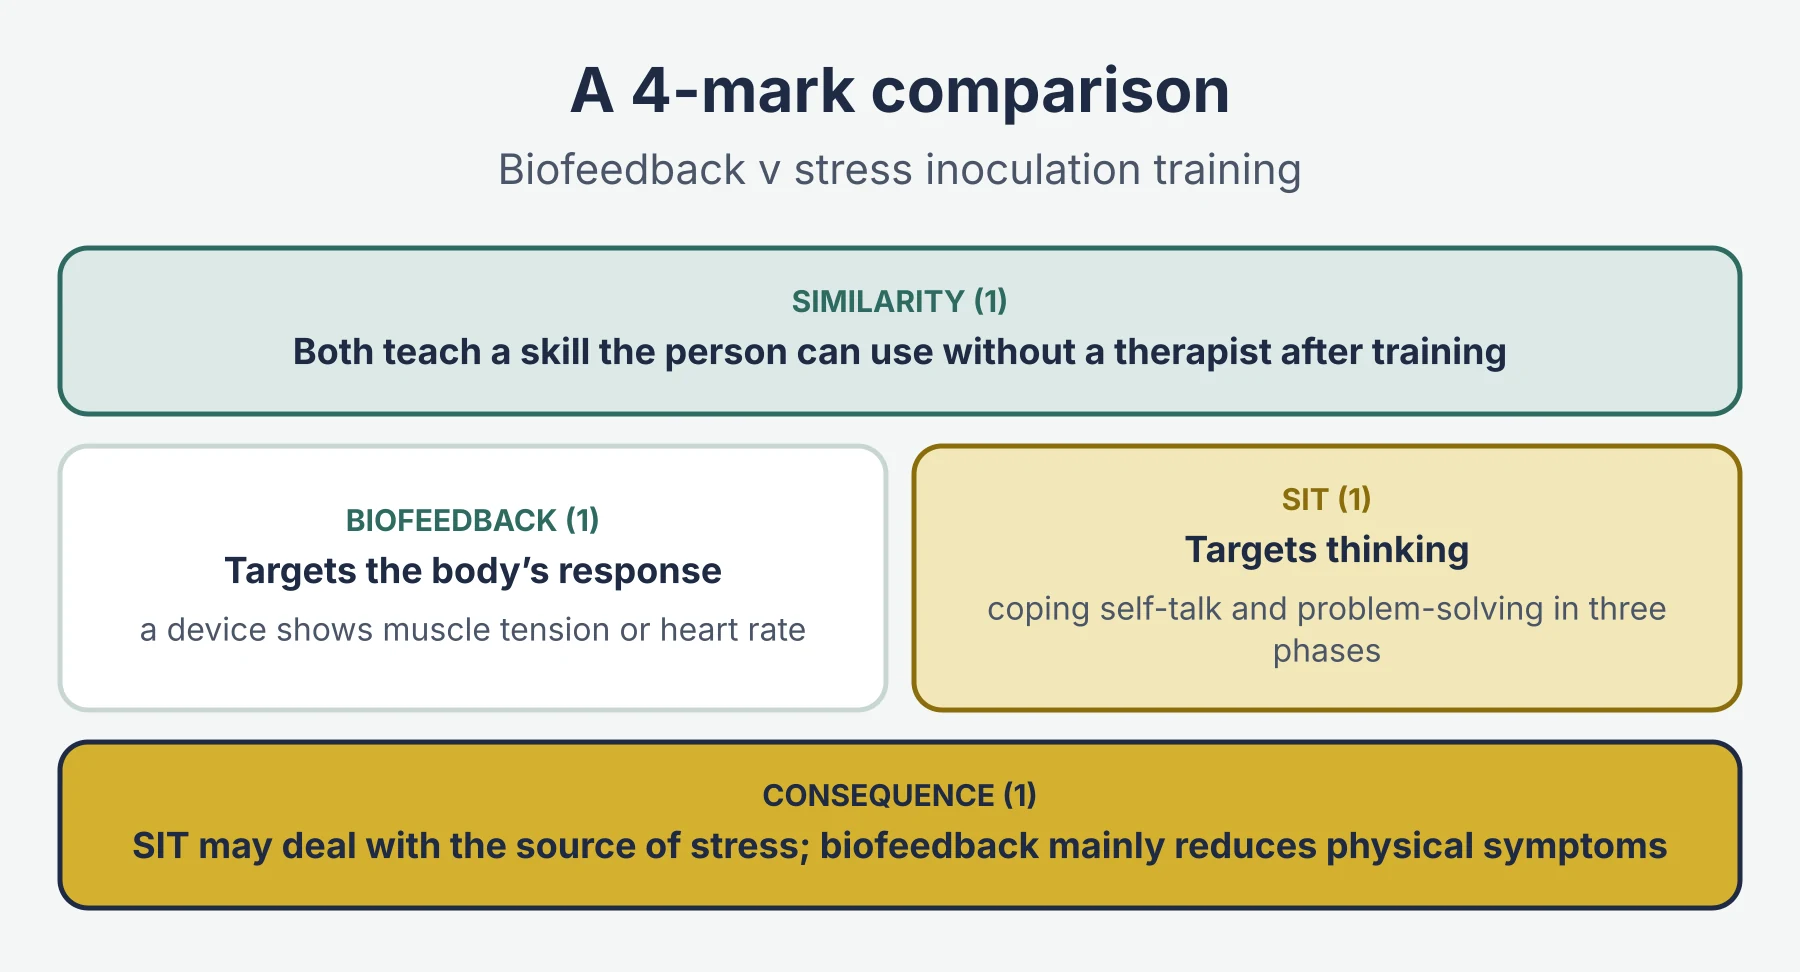 A 4-mark comparison
Biofeedback v stress inoculation training
SIMILARITY (1)
Both teach a skill the person can use without a therapist after training
BIOFEEDBACK (1)
Targets the body’s response
a device shows muscle tension or heart rate
SIT (1)
Targets thinking
coping self-talk and problem-solving in three
phases
CONSEQUENCE (1)
SIT may deal with the source of stress; biofeedback mainly reduces physical symptoms